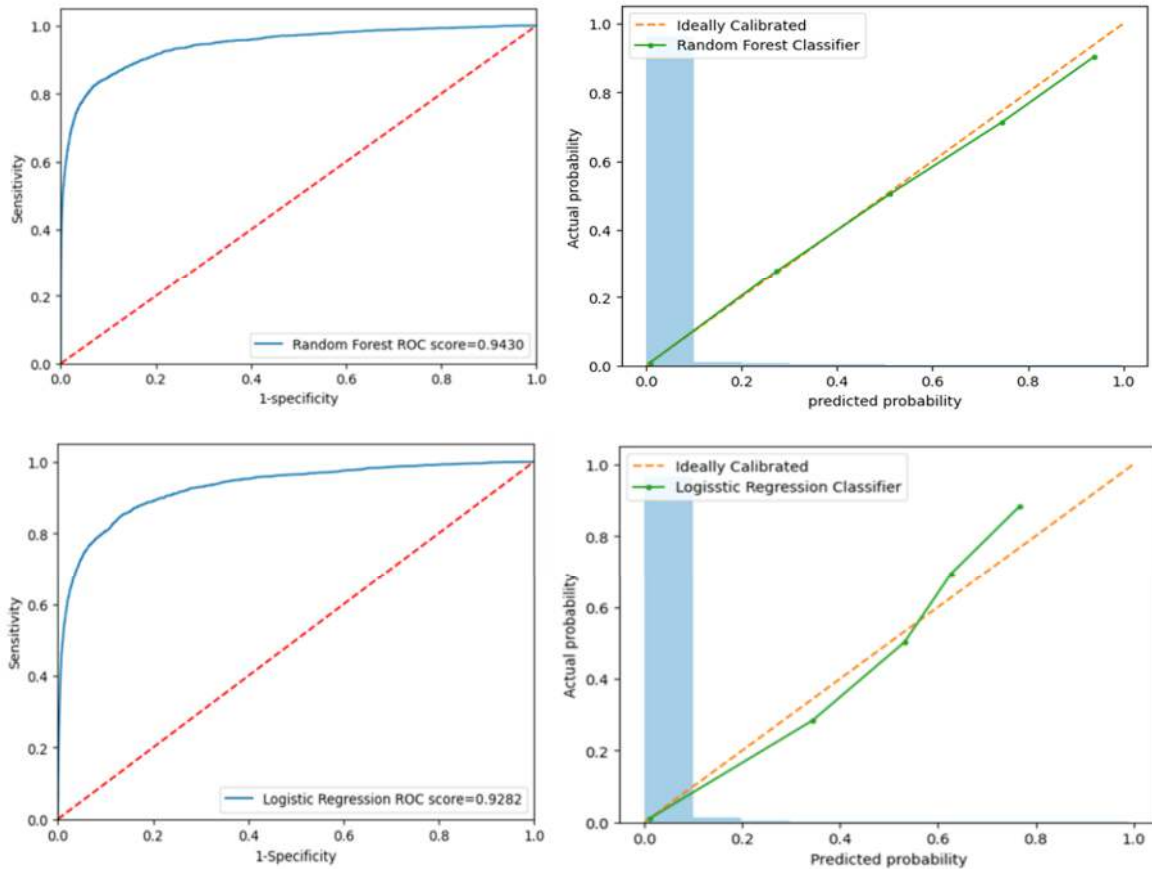 1.0
0.8
0.6
0.4
0.2
0.0
Sensitivity
0.0 0.2 0.4 0.6 0.8 1.0
1-specificity
Random Forest ROC score=0.9430
1.0
0.8
0.6
0.4
0.2
0.0
Actual probability
0.0 0.2 0.4 0.6 0.8 1.0
predicted probability
Ideally Calibrated
Random Forest Classifier
1.0
0.8
0.6
0.4
0.2
0.0
Sensitivity
0.0 0.2 0.4 0.6 0.8 1.0
1-Specificity
Logistic Regression ROC score=0.9282
1.0
0.8
0.6
0.4
0.2
0.0
Actual probability
0.0 0.2 0.4 0.6 0.8 1.0
Predicted probability
Ideally Calibrated
Logisstic Regression Classifier